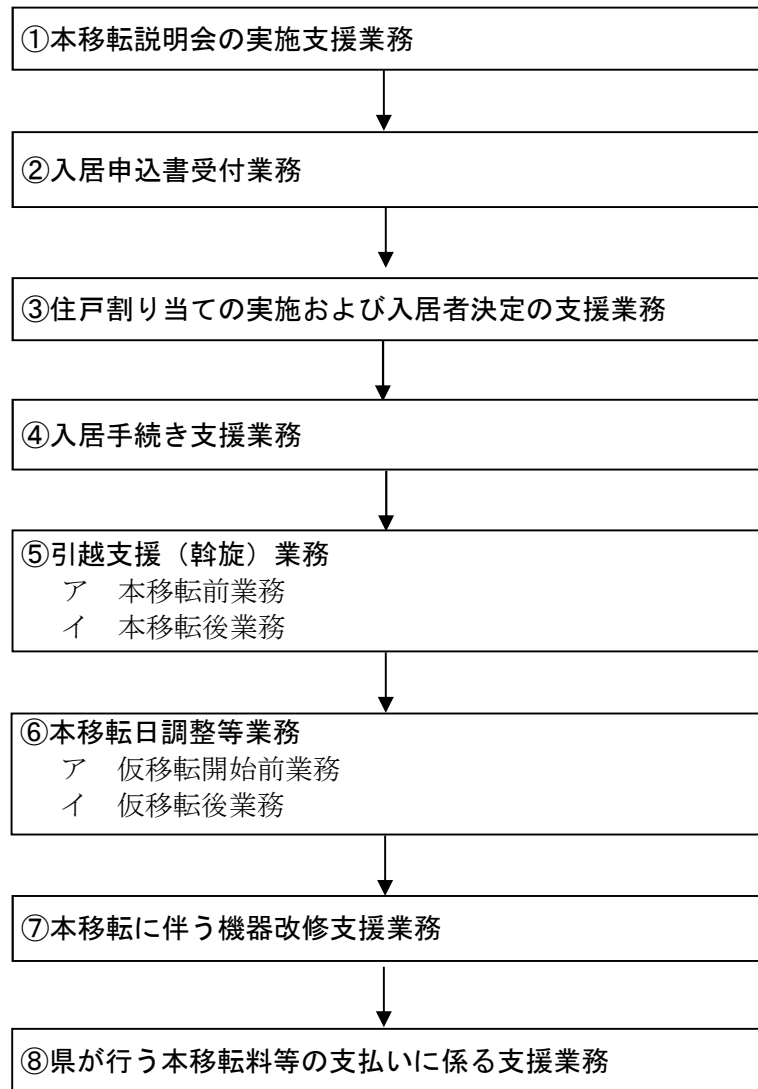 ①本移転説明会の実施支援業務
②入居申込書受付業務
③住戸割り当ての実施および入居者決定の支援業務
④入居手続き支援業務
⑤引越支援（斡旋）業務
ア　本移転前業務
イ　本移転後業務
⑥本移転日調整等業務
ア　仮移転開始前業務
イ　仮移転後業務
⑦本移転に伴う機器改修支援業務
⑧県が行う本移転料等の支払いに係る支援業務